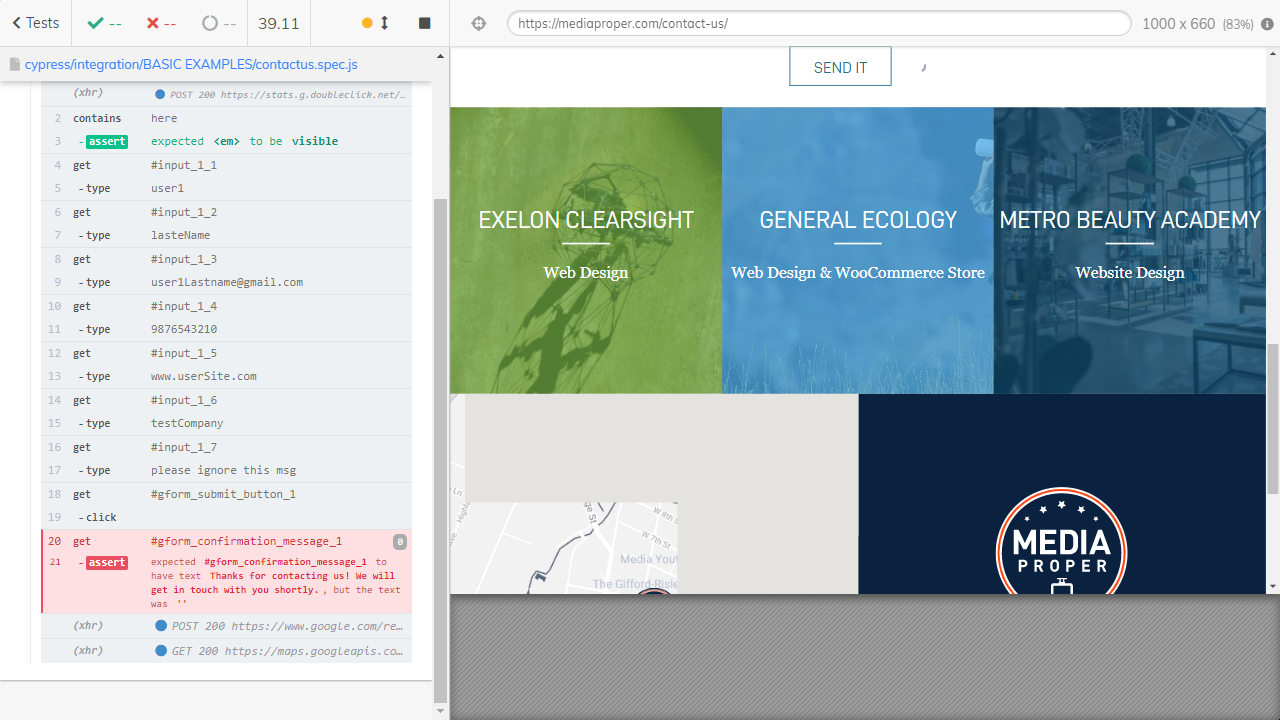 Tests
--
--
--
39.11
https://mediaproper.com/contact-us/
1000 x 660 (83%)
cypress/integration/BASIC EXAMPLES/contactus.spec.js
(xhr) POST 200 https://stats.g.doubleclick.net/…
2 contains here
3 - assert expected <em> to be visible
4 get #input_1_1
5 - type user1
6 get #input_1_2
7 - type lasteName
8 get #input_1_3
9 - type user1Lastname@gmail.com
10 get #input_1_4
11 - type 9876543210
12 get #input_1_5
13 - type www.userSite.com
14 get #input_1_6
15 - type testCompany
16 get #input_1_7
17 - type please ignore this msg
18 get #gform_submit_button_1
19 - click
20 get #gform_confirmation_message_1 0
21 - assert expected #gform_confirmation_message_1 to
have text Thanks for contacting us! We will
get in touch with you shortly. , but the text
was ''
(xhr) POST 200 https://www.google.com/re…
(xhr) GET 200 https://maps.googleapis.co…
SEND IT
EXELON CLEARSIGHT
Web Design
GENERAL ECOLOGY
Web Design & WooCommerce Store
METRO BEAUTY ACADEMY
Website Design
Ln
ge St
W 8th S
W 7th St
Media Yout
The Gifford-Risle
MEDIA
PROPER